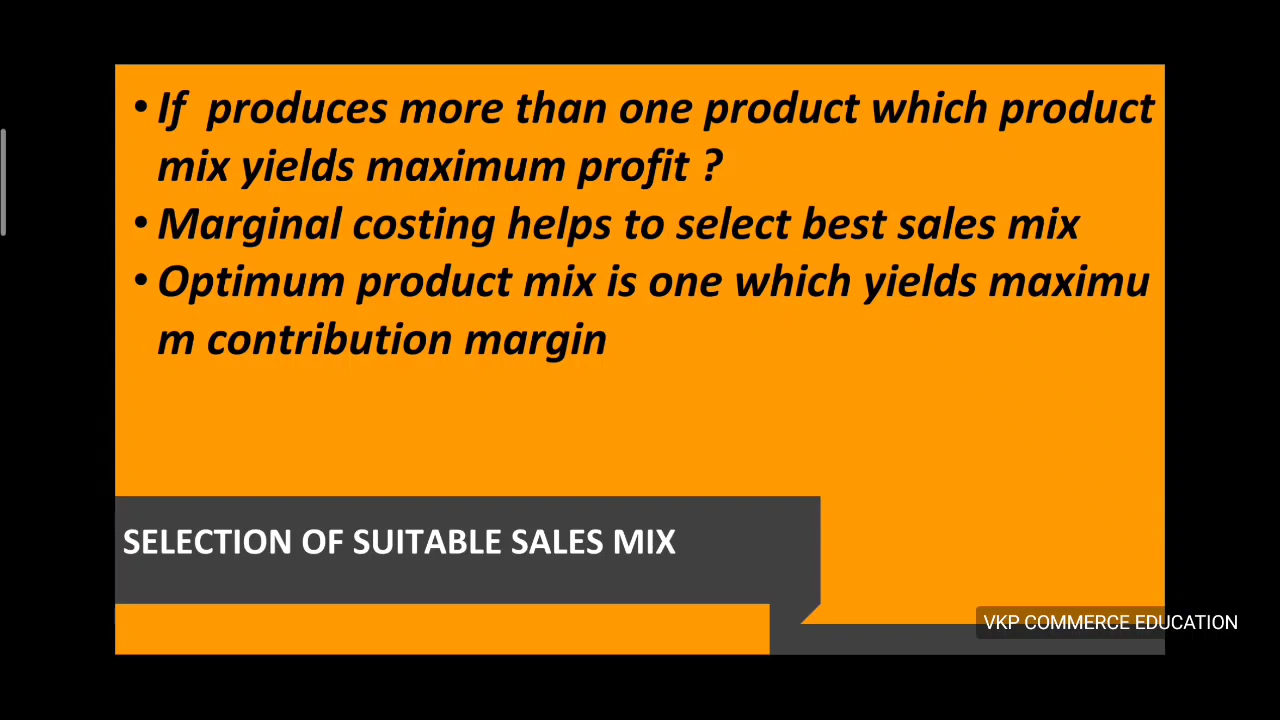 • If produces more than one product which product
mix yields maximum profit ?
• Marginal costing helps to select best sales mix
• Optimum product mix is one which yields maximu
m contribution margin
SELECTION OF SUITABLE SALES MIX
VKP COMMERCE EDUCATION